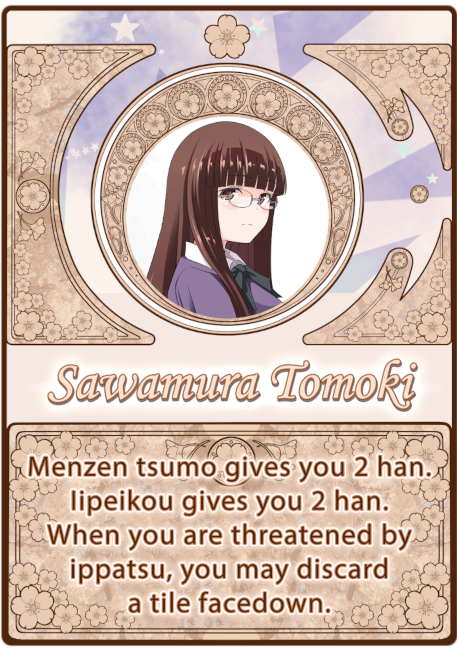 Sawamura Tomoki
Menzen tsumo gives you 2 han.
Iipeikou gives you 2 han.
When you are threatened by
ippatsu, you may discard
a tile facedown.